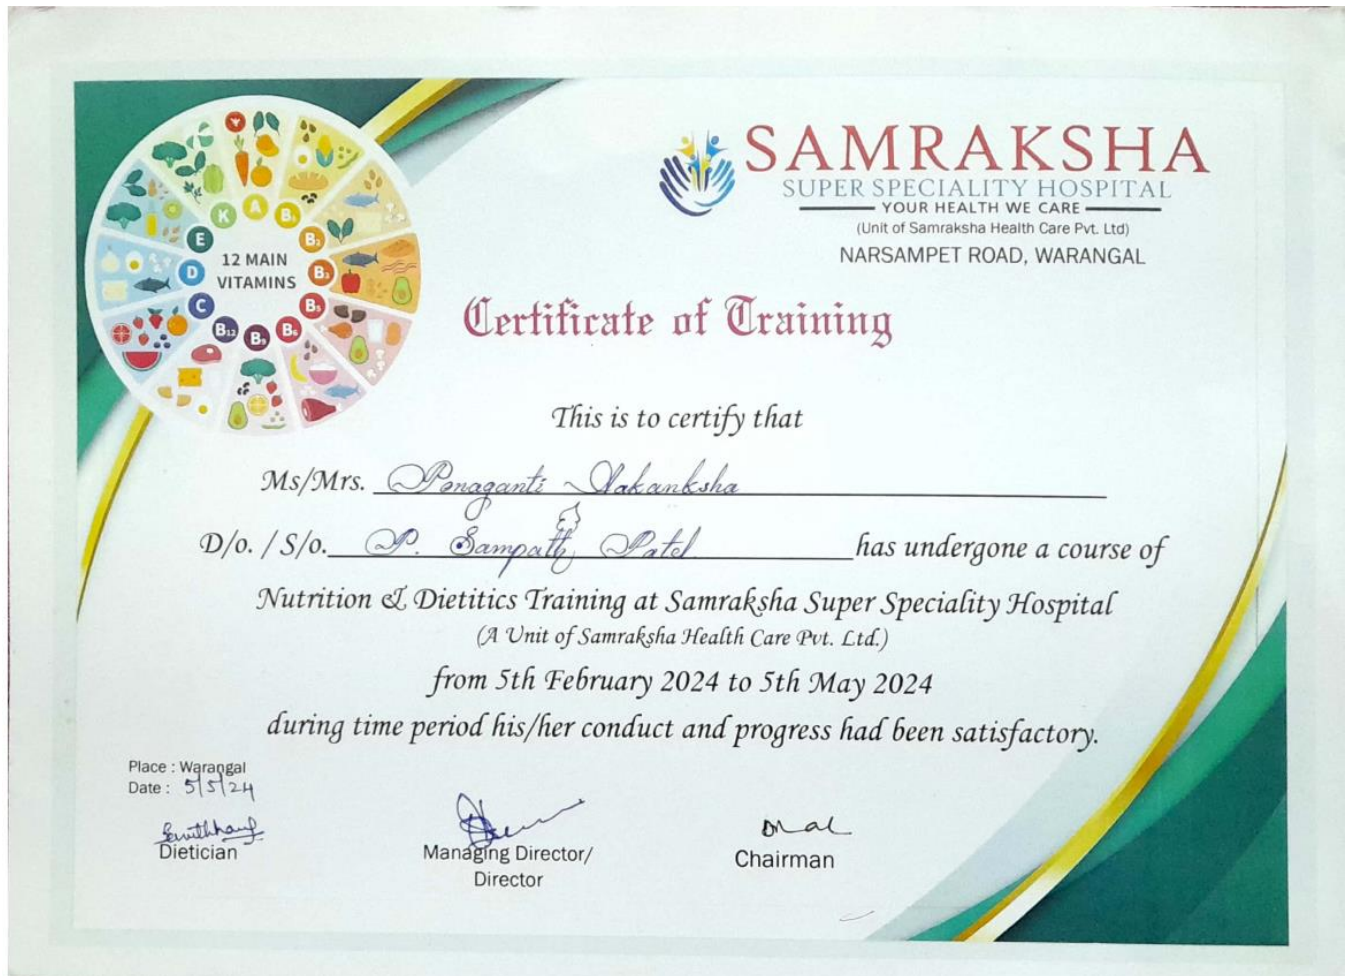 SAMRAKSHA
SUPER SPECIALITY HOSPITAL
YOUR HEALTH WE CARE
(Unit of Samraksha Health Care Pvt. Ltd)
NARSAMPET ROAD, WARANGAL
12 MAIN
VITAMINS
K
A
B1
B2
B3
B5
B6
B9
B12
C
D
E
Certificate of Training
This is to certify that
Ms/Mrs. Ponaganti Aakanksha
D/o. / S/o. P. Sampath Patel has undergone a course of
Nutrition & Dietitics Training at Samraksha Super Speciality Hospital
(A Unit of Samraksha Health Care Pvt. Ltd.)
from 5th February 2024 to 5th May 2024
during time period his/her conduct and progress had been satisfactory.
Place : Warangal
Date : 5/5/24
Dietician
Managing Director/
Director
Chairman